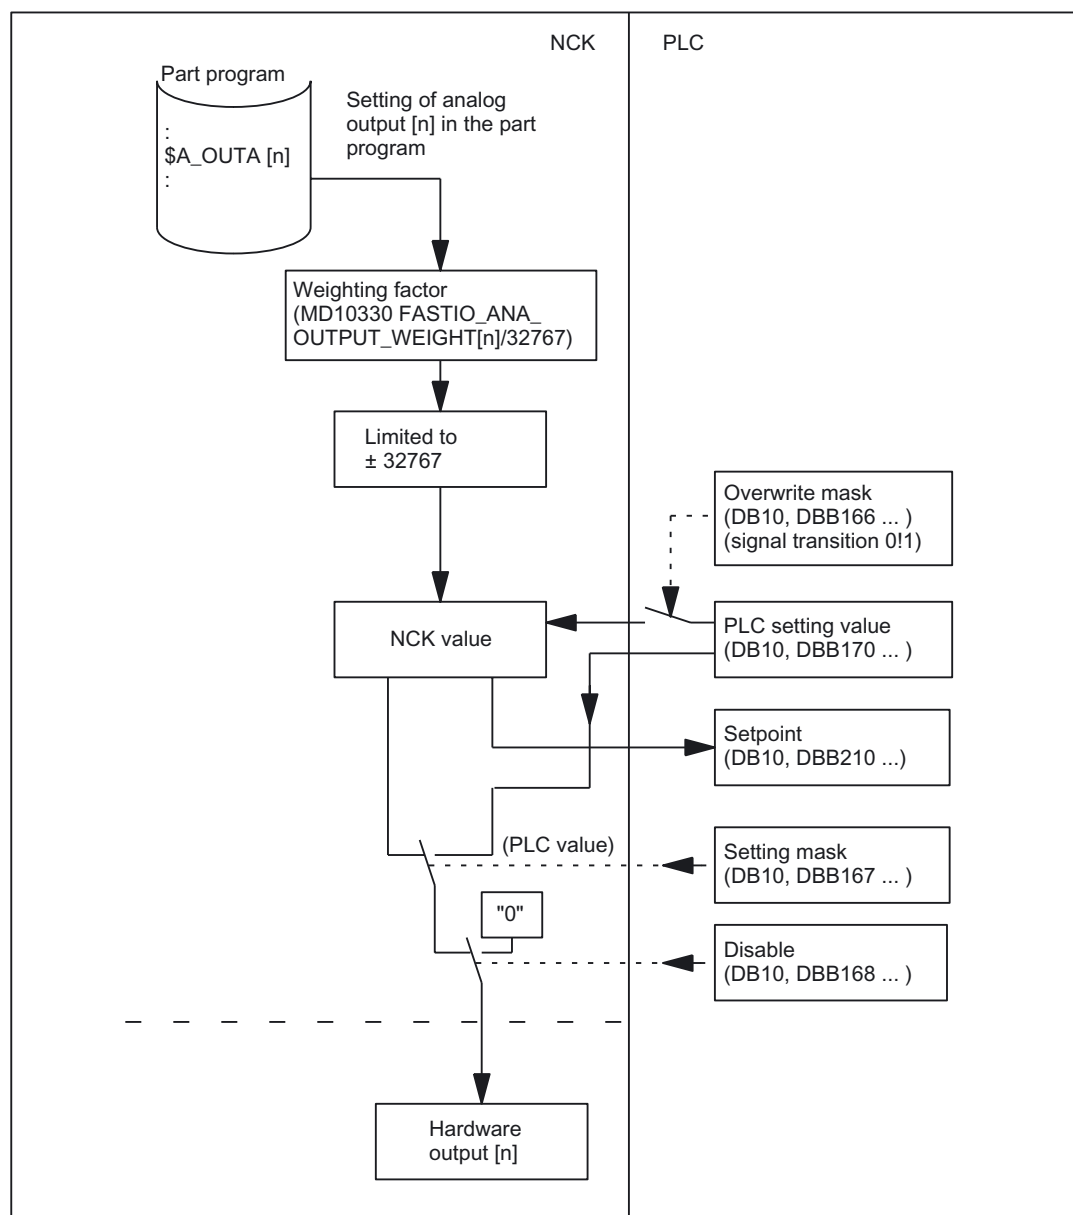 NCK
PLC
Part program
:
$A_OUTA [n]
:
Setting of analog
output [n] in the part
program
Weighting factor
(MD10330 FASTIO_ANA_
OUTPUT_WEIGHT[n]/32767)
Limited to
± 32767
Overwrite mask
(DB10, DBB166 ... )
(signal transition 0!1)
NCK value
PLC setting value
(DB10, DBB170 ... )
Setpoint
(DB10, DBB210 ...)
(PLC value)
Setting mask
(DB10, DBB167 ... )
"0"
Disable
(DB10, DBB168 ... )
Hardware
output [n]